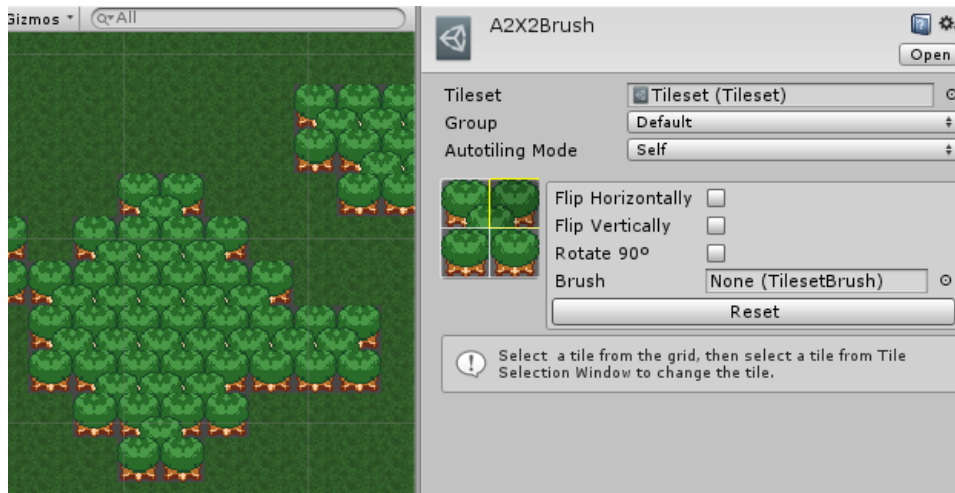 Gizmos
All
A2X2Brush
Open
Tileset
Tileset (Tileset)
Group
Default
Autotiling Mode
Self
Flip Horizontally
Flip Vertically
Rotate 90º
Brush
None (TilesetBrush)
Reset
Select a tile from the grid, then select a tile from Tile
Selection Window to change the tile.